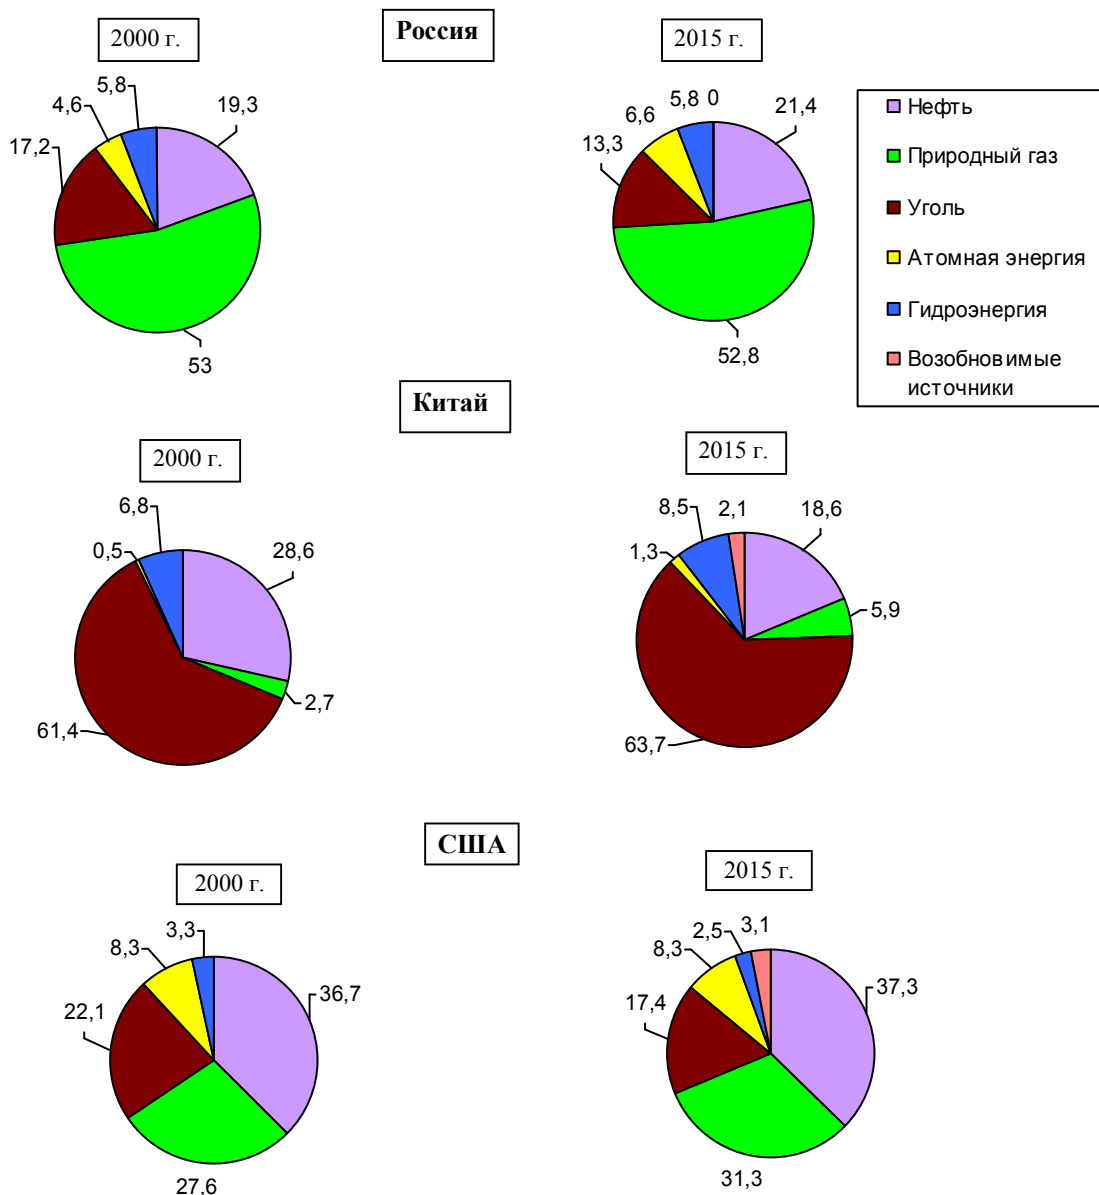 Россия
2000 г.
2015 г.
5,8
4,6
19,3
17,2
53
6,6
5,8
0
21,4
13,3
52,8
Нефть
Природный газ
Уголь
Атомная энергия
Гидроэнергия
Возобновимые
источники
Китай
2000 г.
2015 г.
6,8
0,5
28,6
2,7
61,4
8,5
2,1
18,6
1,3
5,9
63,7
США
2000 г.
2015 г.
3,3
8,3
36,7
22,1
27,6
2,5
3,1
8,3
37,3
17,4
31,3